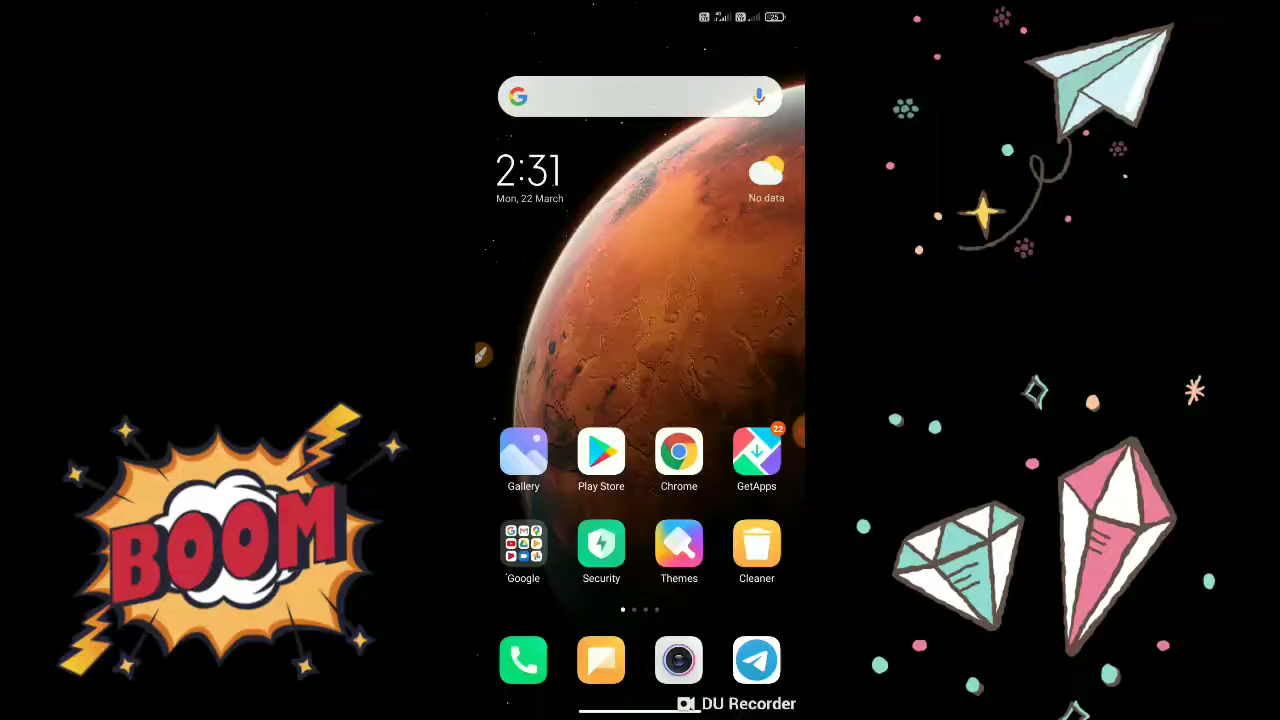 25
2:31
Mon, 22 March
No data
22
Gallery
Play Store
Chrome
GetApps
Google
Security
Themes
Cleaner
BOOM
DU Recorder